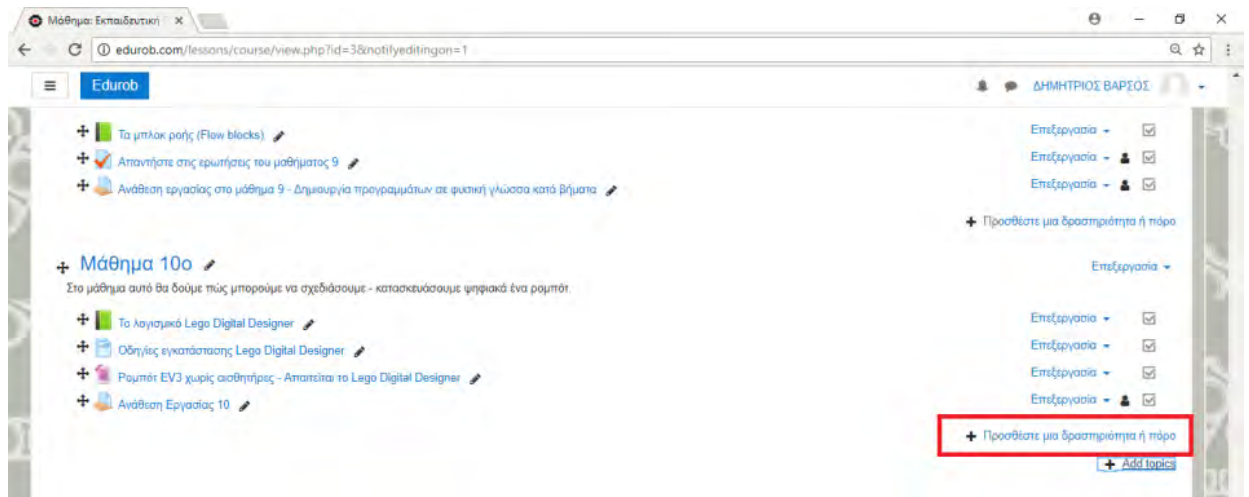 Μάθημα: Εκπαιδευτική
edurob.com/lessons/course/view.php?id=3&notifyeditingon=1
Edurob
ΔΗΜΗΤΡΙΟΣ ΒΑΡΣΟΣ
Τα μπλοκ ροής (Flow blocks) Επεξεργασία
Απαντήστε στις ερωτήσεις του μαθήματος 9 Επεξεργασία
Ανάθεση εργασίας στο μάθημα 9 - Δημιουργία προγραμμάτων σε φυσική γλώσσα κατά βήματα Επεξεργασία
Προσθέστε μια δραστηριότητα ή πόρο
Μάθημα 10ο Επεξεργασία
Στο μάθημα αυτό θα δούμε πώς μπορούμε να σχεδιάσουμε - κατασκευάσουμε ψηφιακά ένα ρομπότ.
Το λογισμικό Lego Digital Designer Επεξεργασία
Οδηγίες εγκατάστασης Lego Digital Designer Επεξεργασία
Ρομπότ EV3 χωρίς αισθητήρες - Απαιτείται το Lego Digital Designer Επεξεργασία
Ανάθεση Εργασίας 10 Επεξεργασία
Προσθέστε μια δραστηριότητα ή πόρο
Add topics